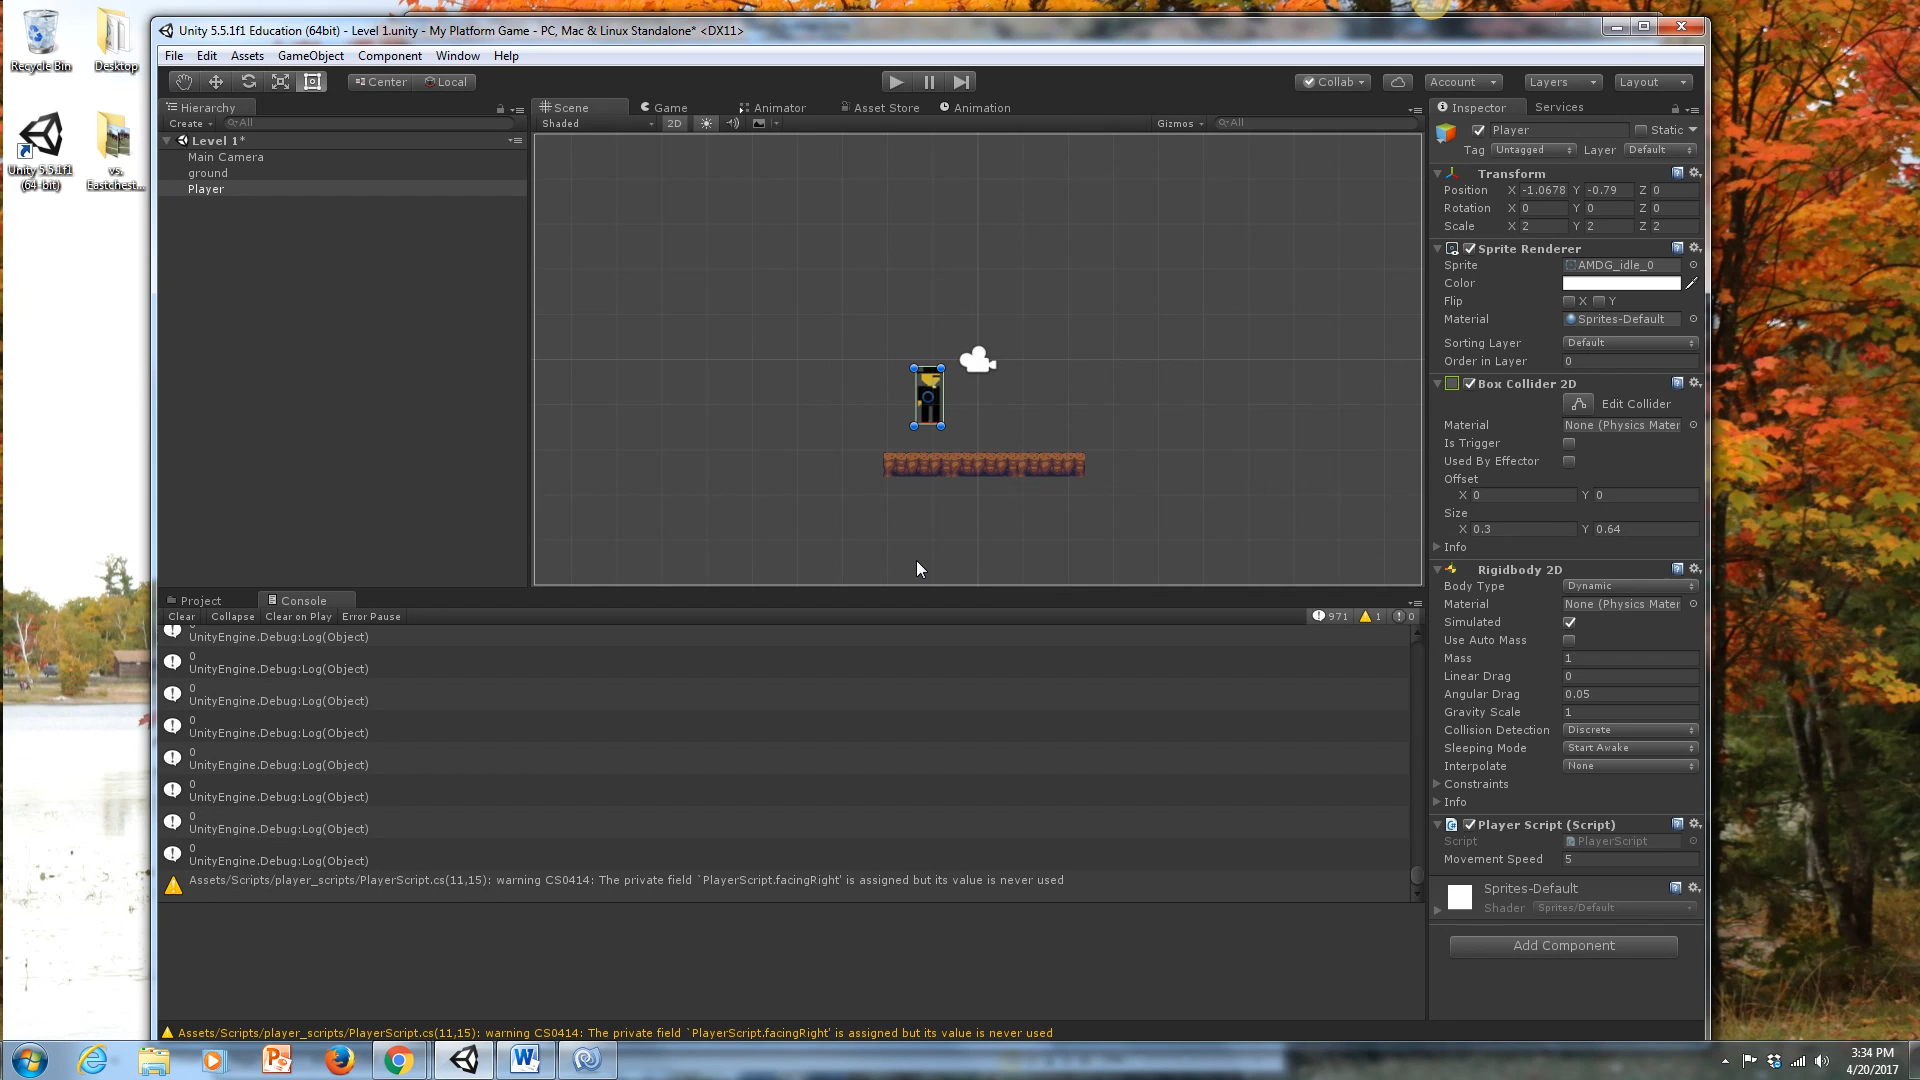 Unity 5.5.1f1 Education (64bit) - Level 1.unity - My Platform Game - PC, Mac & Linux Standalone* <DX11>
Recycle Bin
Desktop
Unity 5.5.1f1 (64-bit)
vs. Eastchest...
File Edit Assets GameObject Component Window Help
Center Local
Collab Account Layers Layout
Hierarchy
Create All
Level 1*
Main Camera
ground
Player
Scene Game Animator Asset Store Animation
Shaded 2D Gizmos All
Inspector Services
Player Static
Tag Untagged Layer Default
Transform
Position X -1.0678 Y -0.79 Z 0
Rotation X 0 Y 0 Z 0
Scale X 2 Y 2 Z 2
Sprite Renderer
Sprite AMDG_idle_0
Color
Flip X Y
Material Sprites-Default
Sorting Layer Default
Order in Layer 0
Box Collider 2D
Edit Collider
Material None (Physics Mater
Is Trigger
Used By Effector
Offset
X 0 Y 0
Size
X 0.3 Y 0.64
Info
Rigidbody 2D
Body Type Dynamic
Material None (Physics Mater
Simulated
Use Auto Mass
Mass 1
Linear Drag 0
Angular Drag 0.05
Gravity Scale 1
Collision Detection Discrete
Sleeping Mode Start Awake
Interpolate None
Constraints
Info
Player Script (Script)
Script PlayerScript
Movement Speed 5
Sprites-Default
Shader Sprites/Default
Add Component
Project Console
Clear Collapse Clear on Play Error Pause 971 1 0
UnityEngine.Debug:Log(Object)
0
UnityEngine.Debug:Log(Object)
0
UnityEngine.Debug:Log(Object)
0
UnityEngine.Debug:Log(Object)
0
UnityEngine.Debug:Log(Object)
0
UnityEngine.Debug:Log(Object)
0
UnityEngine.Debug:Log(Object)
0
UnityEngine.Debug:Log(Object)
Assets/Scripts/player_scripts/PlayerScript.cs(11,15): warning CS0414: The private field `PlayerScript.facingRight' is assigned but its value is never used
Assets/Scripts/player_scripts/PlayerScript.cs(11,15): warning CS0414: The private field `PlayerScript.facingRight' is assigned but its value is never used
3:34 PM
4/20/2017